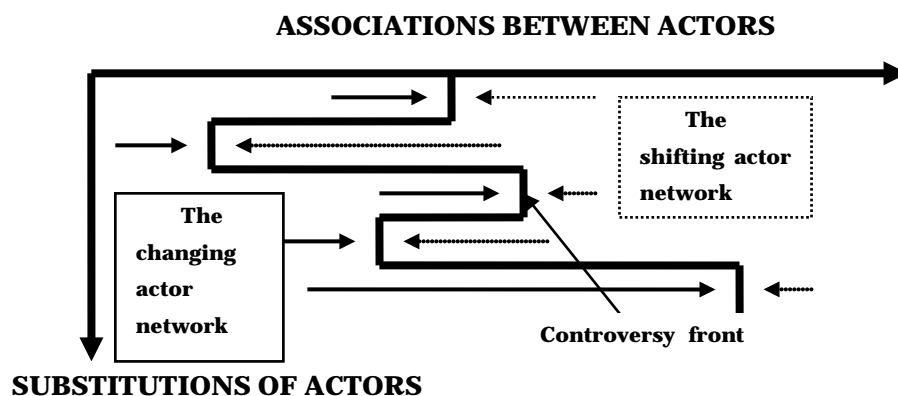 ASSOCIATIONS BETWEEN ACTORS
The
shifting actor
network
The
changing
actor
network
Controversy front
SUBSTITUTIONS OF ACTORS